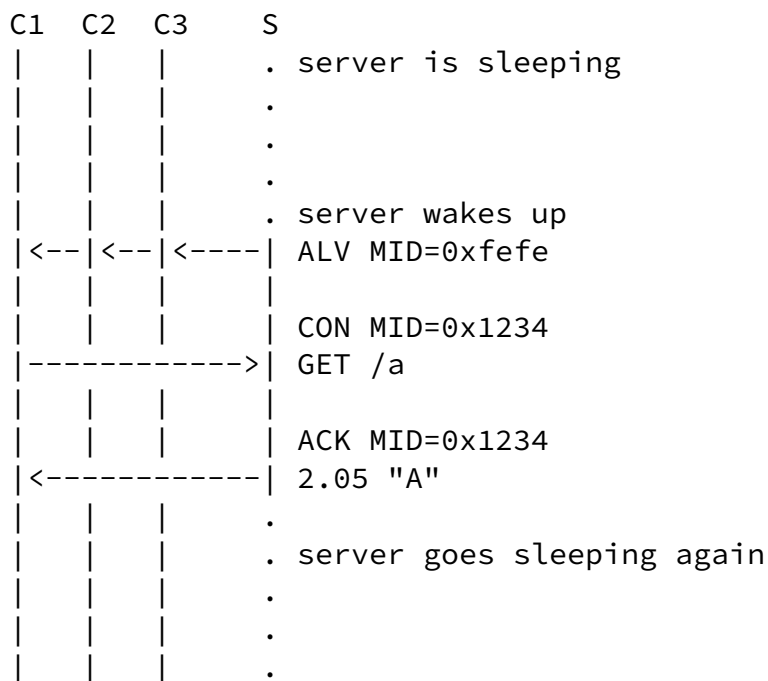 C1  C2  C3    S
|   |   |     . server is sleeping
|   |   |     .
|   |   |     .
|   |   |     .
|   |   |     . server wakes up
|<--|<--|<----| ALV MID=0xfefe
|   |   |     |
|   |   |     | CON MID=0x1234
|------------>| GET /a
|   |   |     |
|   |   |     | ACK MID=0x1234
|<------------| 2.05 "A"
|   |   |     .
|   |   |     . server goes sleeping again
|   |   |     .
|   |   |     .
|   |   |     .